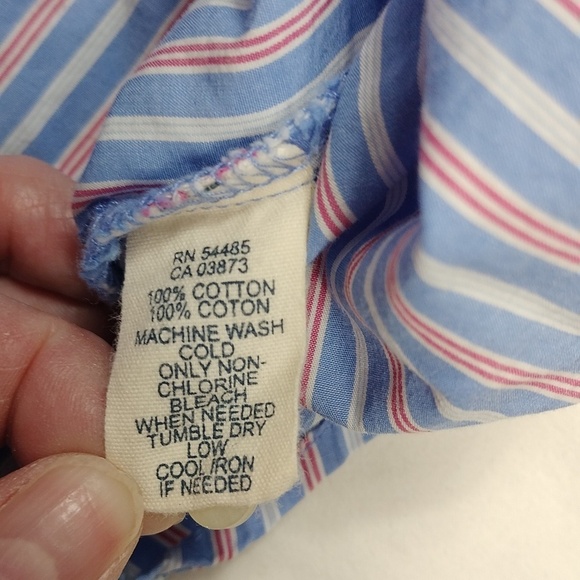 RN 54485
CA 03873
100% COTTON
100% COTON
MACHINE WASH
COLD
ONLY NON-
CHLORINE
BLEACH
WHEN NEEDED
TUMBLE DRY
LOW
COOL IRON
IF NEEDED